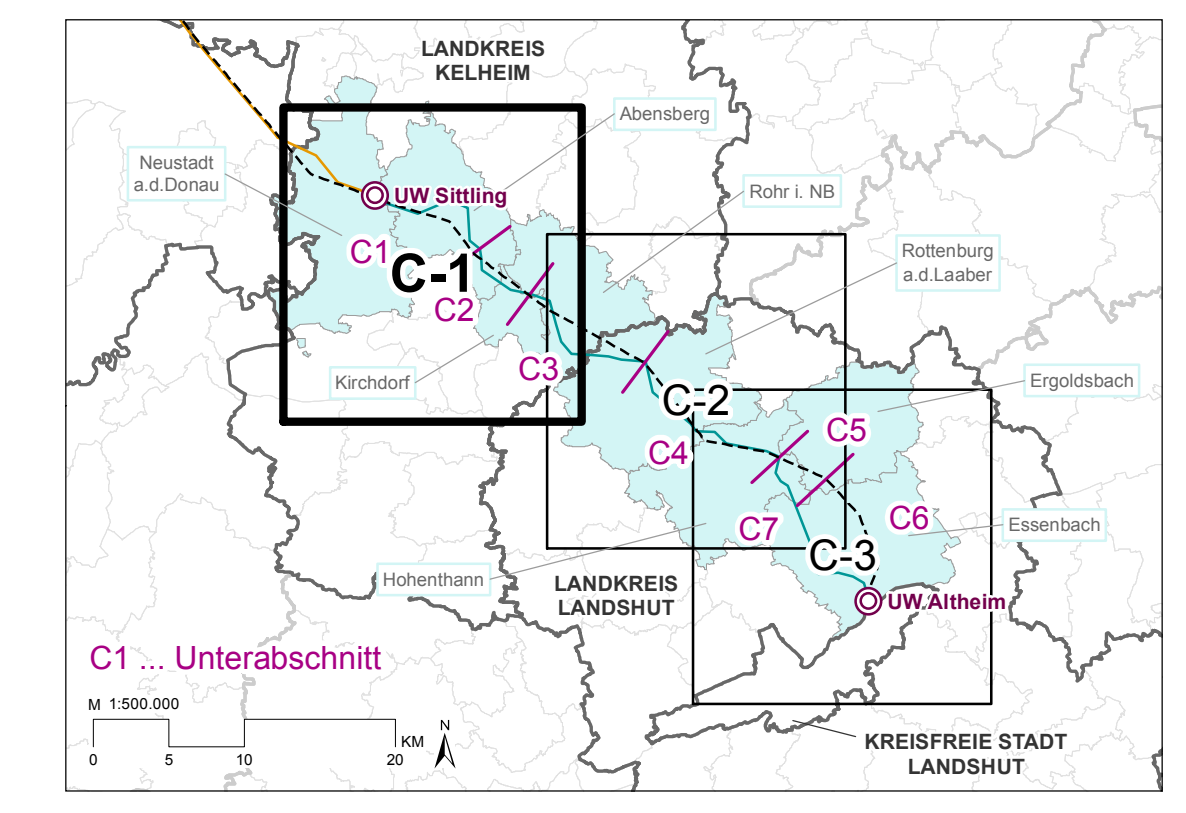 LANDKREIS
KELHEIM
Abensberg
Neustadt
a.d.Donau
UW Sittling
Rohr i. NB
Rottenburg
a.d.Laaber
C1
C-1
C2
C3
Kirchdorf
Ergoldsbach
C-2
C4
C5
C6
C7
Essenbach
C-3
Hohenthann
LANDKREIS
LANDSHUT
UW Altheim
C1 ... Unterabschnitt
M 1:500.000
N
KM
0 5 10 20
KREISFREIE STADT
LANDSHUT